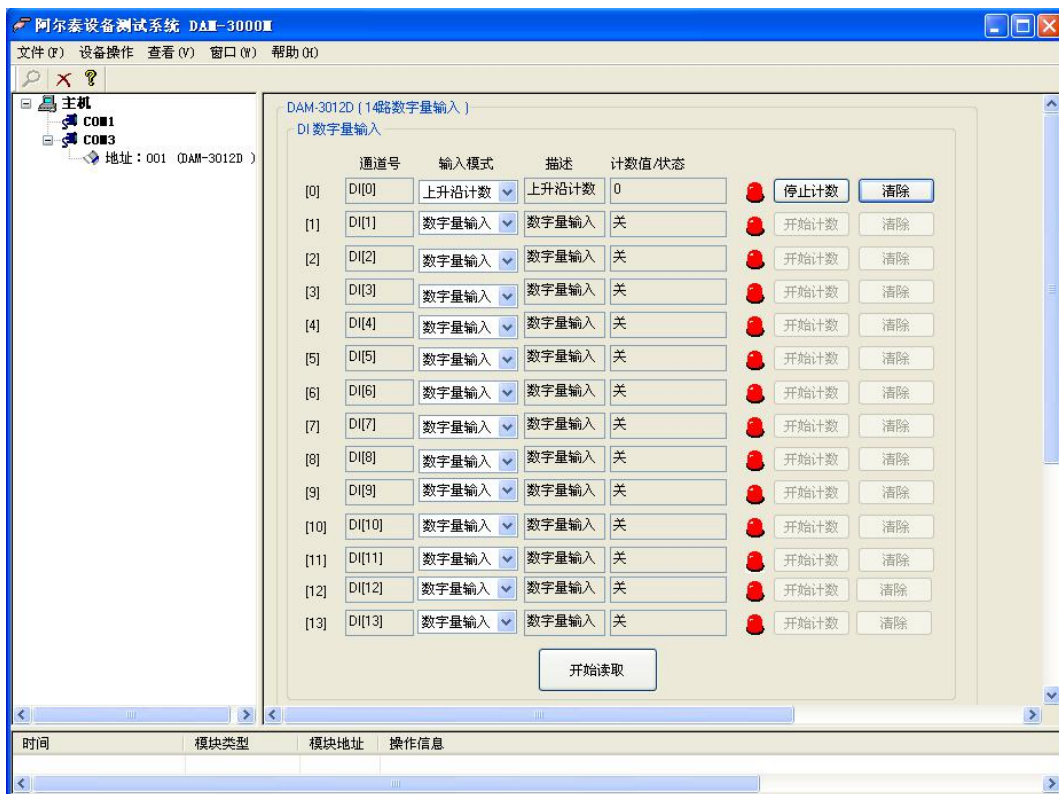 阿尔泰设备测试系统 DAM-3000M
文件(F) 设备操作 查看(V) 窗口(W) 帮助(H)
主机
COM1
COM3
地址：001 (DAM-3012D )
DAM-3012D ( 14路数字量输入 )
DI 数字量输入
通道号 输入模式 描述 计数值/状态
[0] DI[0] 上升沿计数 上升沿计数 0 停止计数 清除
[1] DI[1] 数字量输入 数字量输入 关 开始计数 清除
[2] DI[2] 数字量输入 数字量输入 关 开始计数 清除
[3] DI[3] 数字量输入 数字量输入 关 开始计数 清除
[4] DI[4] 数字量输入 数字量输入 关 开始计数 清除
[5] DI[5] 数字量输入 数字量输入 关 开始计数 清除
[6] DI[6] 数字量输入 数字量输入 关 开始计数 清除
[7] DI[7] 数字量输入 数字量输入 关 开始计数 清除
[8] DI[8] 数字量输入 数字量输入 关 开始计数 清除
[9] DI[9] 数字量输入 数字量输入 关 开始计数 清除
[10] DI[10] 数字量输入 数字量输入 关 开始计数 清除
[11] DI[11] 数字量输入 数字量输入 关 开始计数 清除
[12] DI[12] 数字量输入 数字量输入 关 开始计数 清除
[13] DI[13] 数字量输入 数字量输入 关 开始计数 清除
开始读取
时间 模块类型 模块地址 操作信息